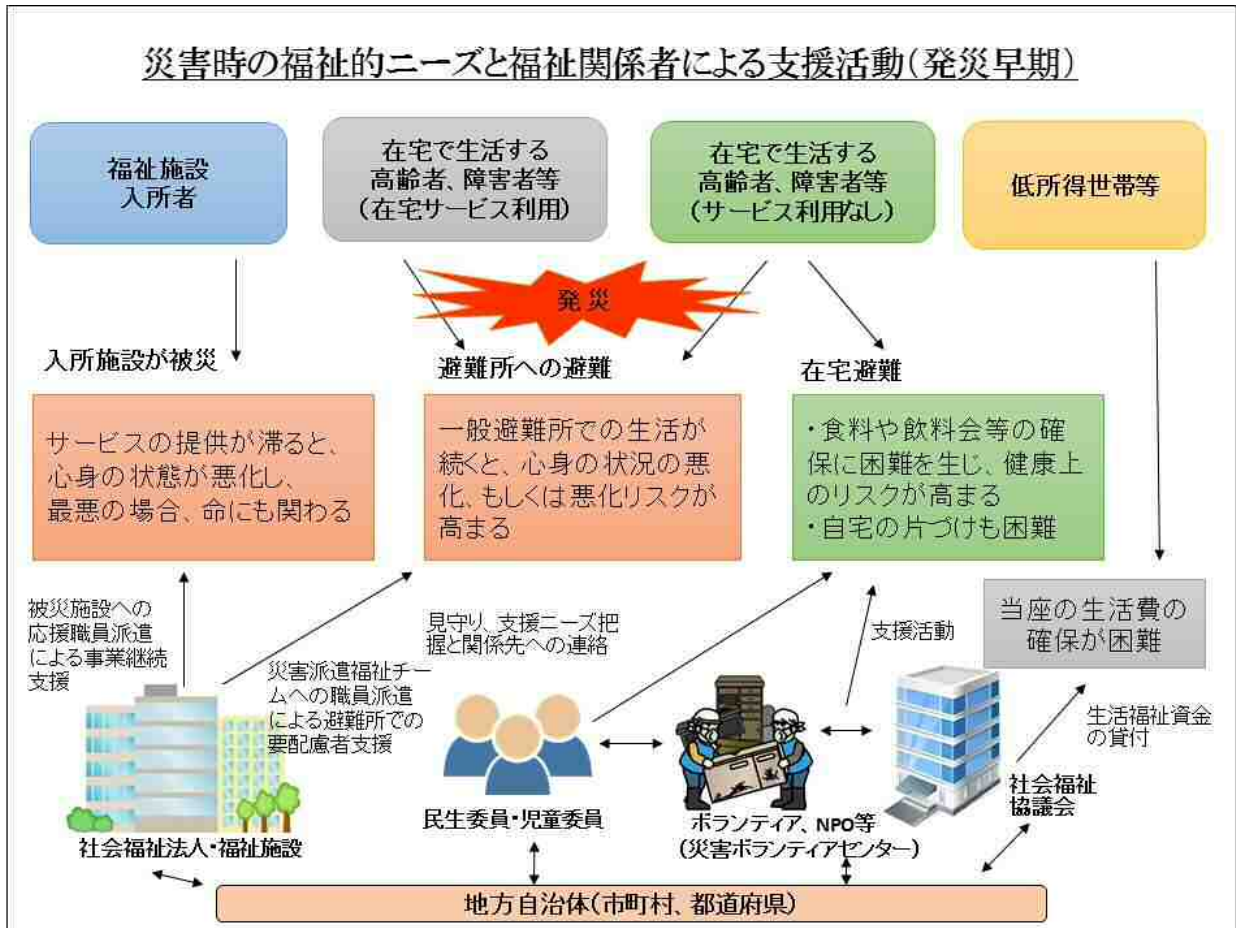 災害時の福祉的ニーズと福祉関係者による支援活動(発災早期)
福祉施設
入所者
在宅で生活する
高齢者、障害者等
(在宅サービス利用)
在宅で生活する
高齢者、障害者等
(サービス利用なし)
低所得世帯等
発災
入所施設が被災
避難所への避難
在宅避難
サービスの提供が滞ると、
心身の状態が悪化し、
最悪の場合、命にも関わる
一般避難所での生活が
続くと、心身の状況の悪
化、もしくは悪化リスクが
高まる
・食料や飲料会等の確
保に困難を生じ、健康上
のリスクが高まる
・自宅の片づけも困難
当座の生活費の
確保が困難
被災施設への
応援職員派遣
による事業継続
支援
災害派遣福祉チー
ムへの職員派遣
による避難所での
要配慮者支援
見守り、支援ニーズ把
握と関係先への連絡
支援活動
生活福祉資金
の貸付
社会福祉法人・福祉施設
民生委員・児童委員
ボランティア、NPO等
(災害ボランティアセンター)
社会福祉
協議会
地方自治体(市町村、都道府県)